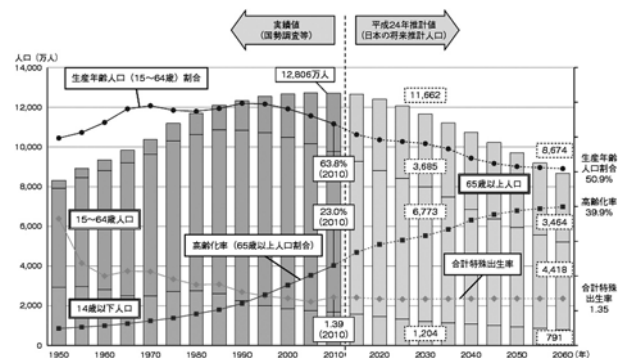 実績値
(国勢調査等)
平成24年推計値
(日本の将来推計人口)
人口(万人)
14,000
12,000
10,000
8,000
6,000
4,000
2,000
0
生産年齢人口(15~64歳)割合
12,806万人
11,662
8,674
生産年齢
人口割合
50.9%
63.8%
(2010)
3,685
65歳以上人口
高齢化率
39.9%
23.0%
(2010)
6,773
3,464
15~64歳人口
高齢化率(65歳以上人口割合)
合計特殊出生率
4,418
合計特殊
出生率
1.35
14歳以下人口
1.39
(2010)
1,204
791
1950 1960 1970 1980 1990 2000 2010 2020 2030 2040 2050 2060 (年)